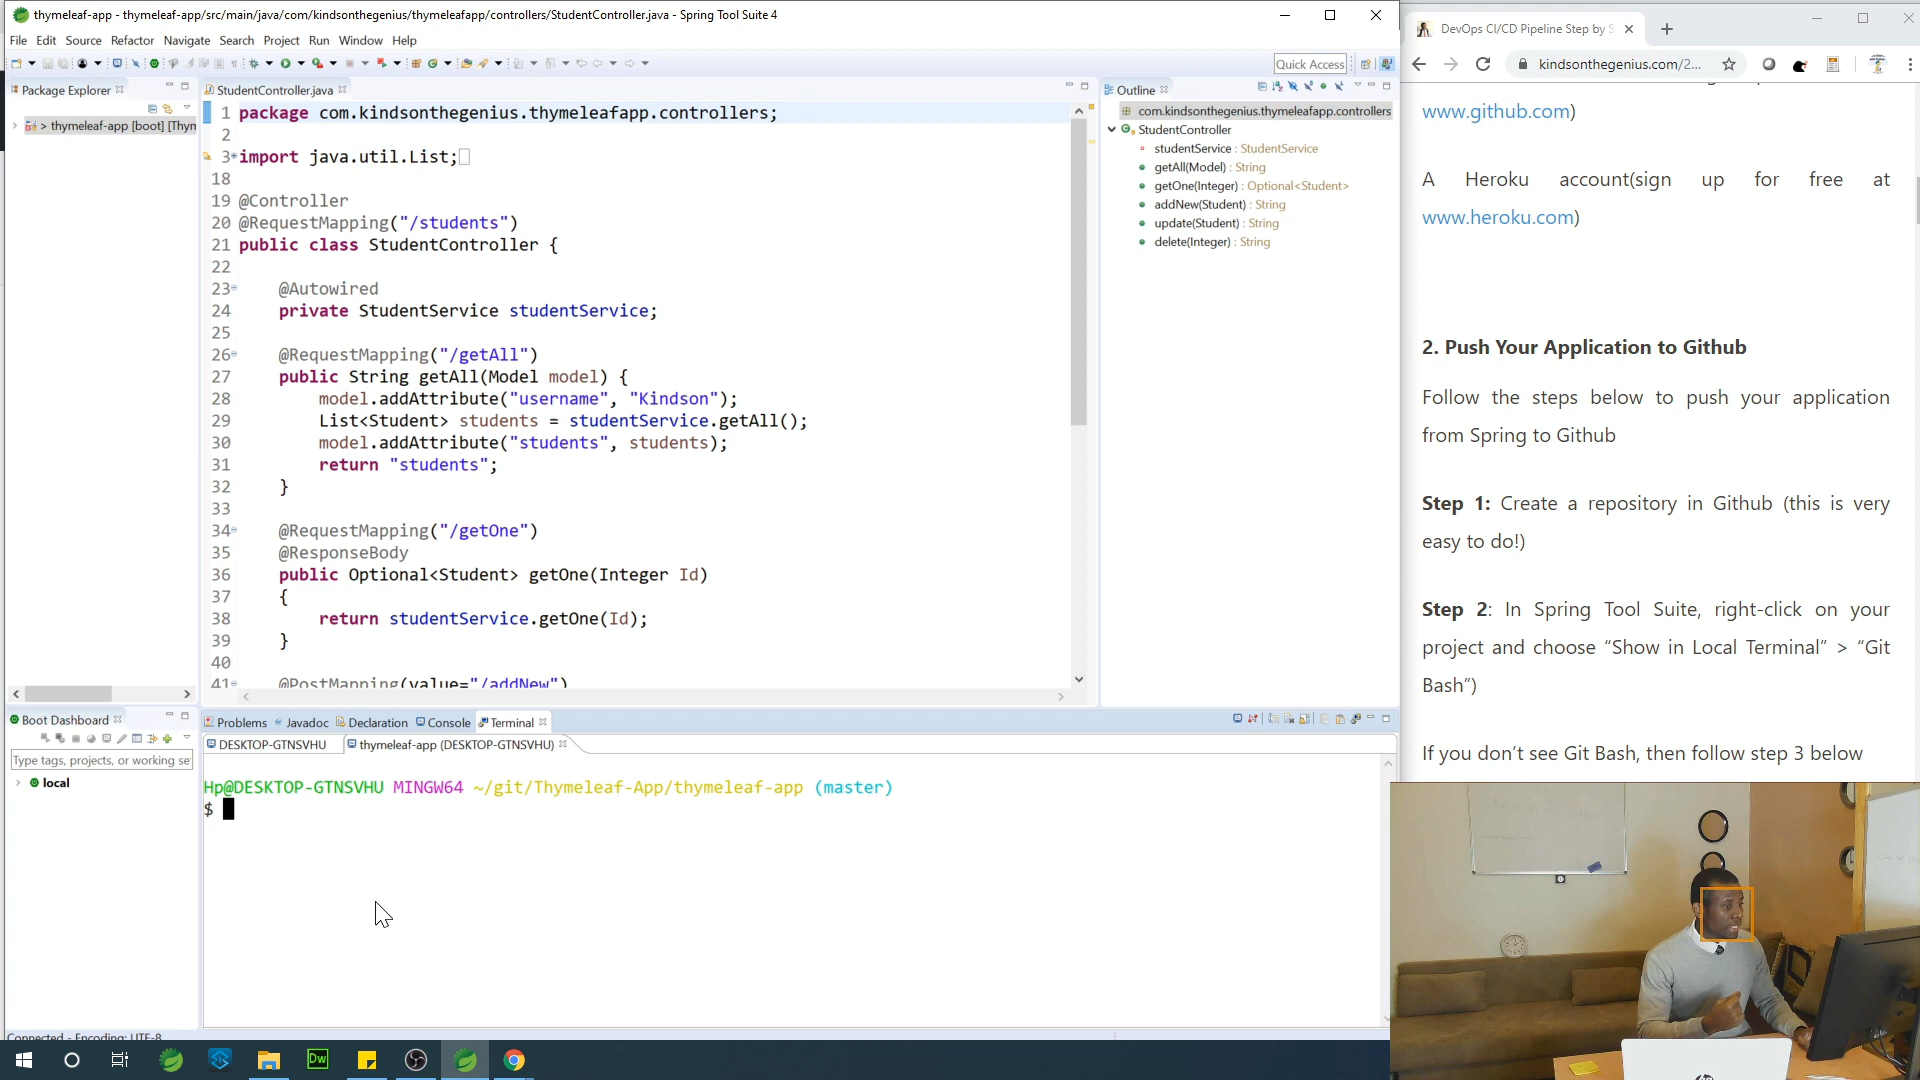 thymeleaf-app - thymeleaf-app/src/main/java/com/kindsonthegenius/thymeleafapp/controllers/StudentController.java - Spring Tool Suite 4
File Edit Source Refactor Navigate Search Project Run Window Help
Quick Access
Package Explorer
> thymeleaf-app [boot] [Thym
StudentController.java
1 package com.kindsonthegenius.thymeleafapp.controllers;
2
3 import java.util.List;
18
19 @Controller
20 @RequestMapping("/students")
21 public class StudentController {
22
23 @Autowired
24 private StudentService studentService;
25
26 @RequestMapping("/getAll")
27 public String getAll(Model model) {
28 model.addAttribute("username", "Kindson");
29 List<Student> students = studentService.getAll();
30 model.addAttribute("students", students);
31 return "students";
32 }
33
34 @RequestMapping("/getOne")
35 @ResponseBody
36 public Optional<Student> getOne(Integer Id)
37 {
38 return studentService.getOne(Id);
39 }
40
41 @PostMapping(value="/addNew")
Outline
com.kindsonthegenius.thymeleafapp.controllers
StudentController
studentService : StudentService
getAll(Model) : String
getOne(Integer) : Optional<Student>
addNew(Student) : String
update(Student) : String
delete(Integer) : String
Boot Dashboard
Type tags, projects, or working se
local
Problems Javadoc Declaration Console Terminal
DESKTOP-GTNSVHU thymeleaf-app (DESKTOP-GTNSVHU)
Hp@DESKTOP-GTNSVHU MINGW64 ~/git/Thymeleaf-App/thymeleaf-app (master)
$
Connected - Encoding: UTF-8
Dw
DevOps CI/CD Pipeline Step by S
kindsonthegenius.com/2...
www.github.com)
A Heroku account(sign up for free at
www.heroku.com)
2. Push Your Application to Github
Follow the steps below to push your application
from Spring to Github
Step 1: Create a repository in Github (this is very
easy to do!)
Step 2: In Spring Tool Suite, right-click on your
project and choose “Show in Local Terminal” > “Git
Bash”)
If you don’t see Git Bash, then follow step 3 below